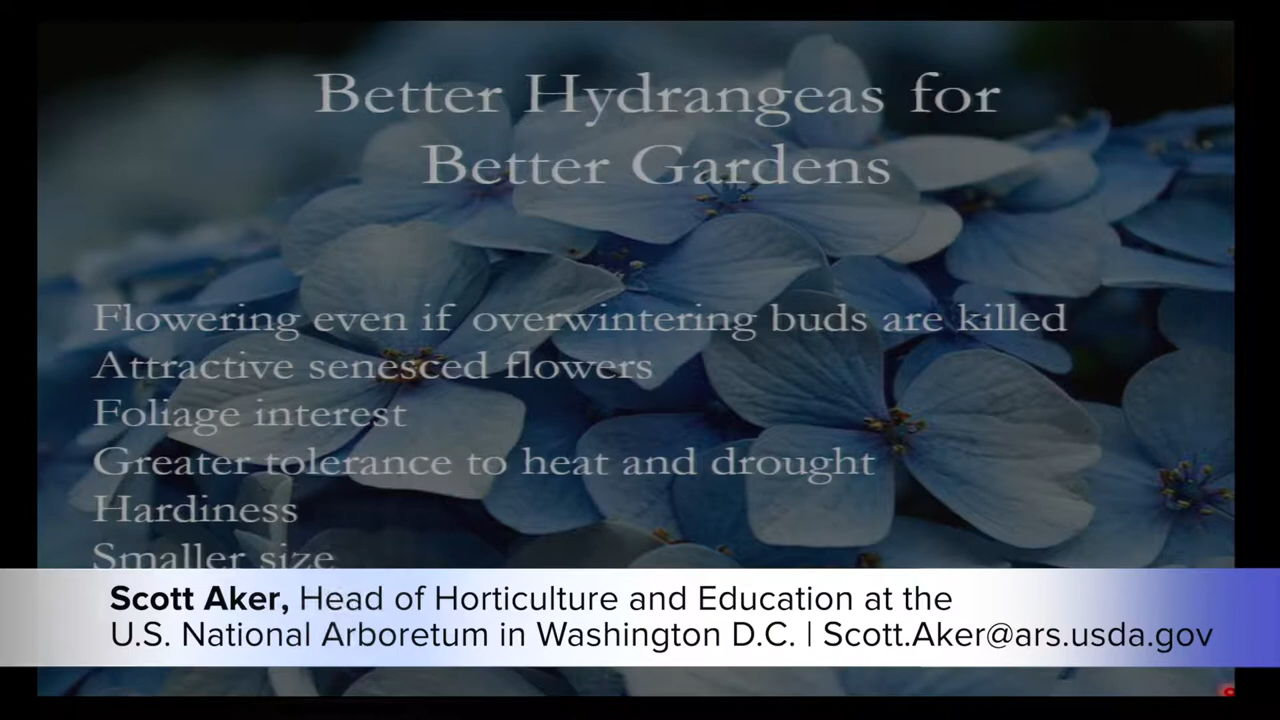 Better Hydrangeas for
Better Gardens
Flowering even if overwintering buds are killed
Attractive senesced flowers
Foliage interest
Greater tolerance to heat and drought
Hardiness
Smaller size
Scott Aker, Head of Horticulture and Education at the
U.S. National Arboretum in Washington D.C. | Scott.Aker@ars.usda.gov